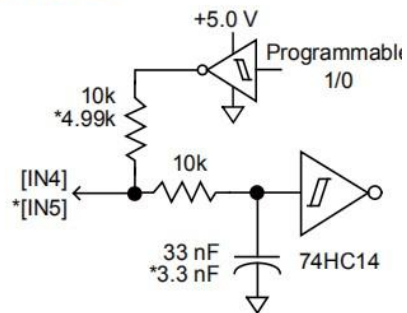 +5.0 V
Programmable
1/0
10k
*4.99k
10k
[IN4]
*[IN5]
33 nF
*3.3 nF
74HC14